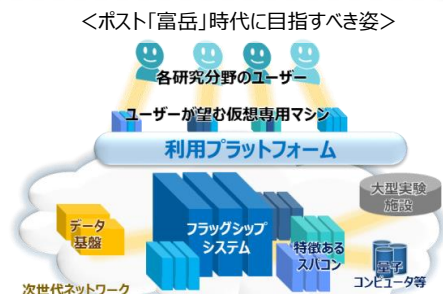 ＜ポスト「富岳」時代に目指すべき姿＞
各研究分野のユーザー
ユーザーが望む仮想専用マシン
利用プラットフォーム
大型実験
施設
データ
基盤
フラッグシップ
システム
特徴ある
スパコン
量子
コンピュータ等
次世代ネットワーク